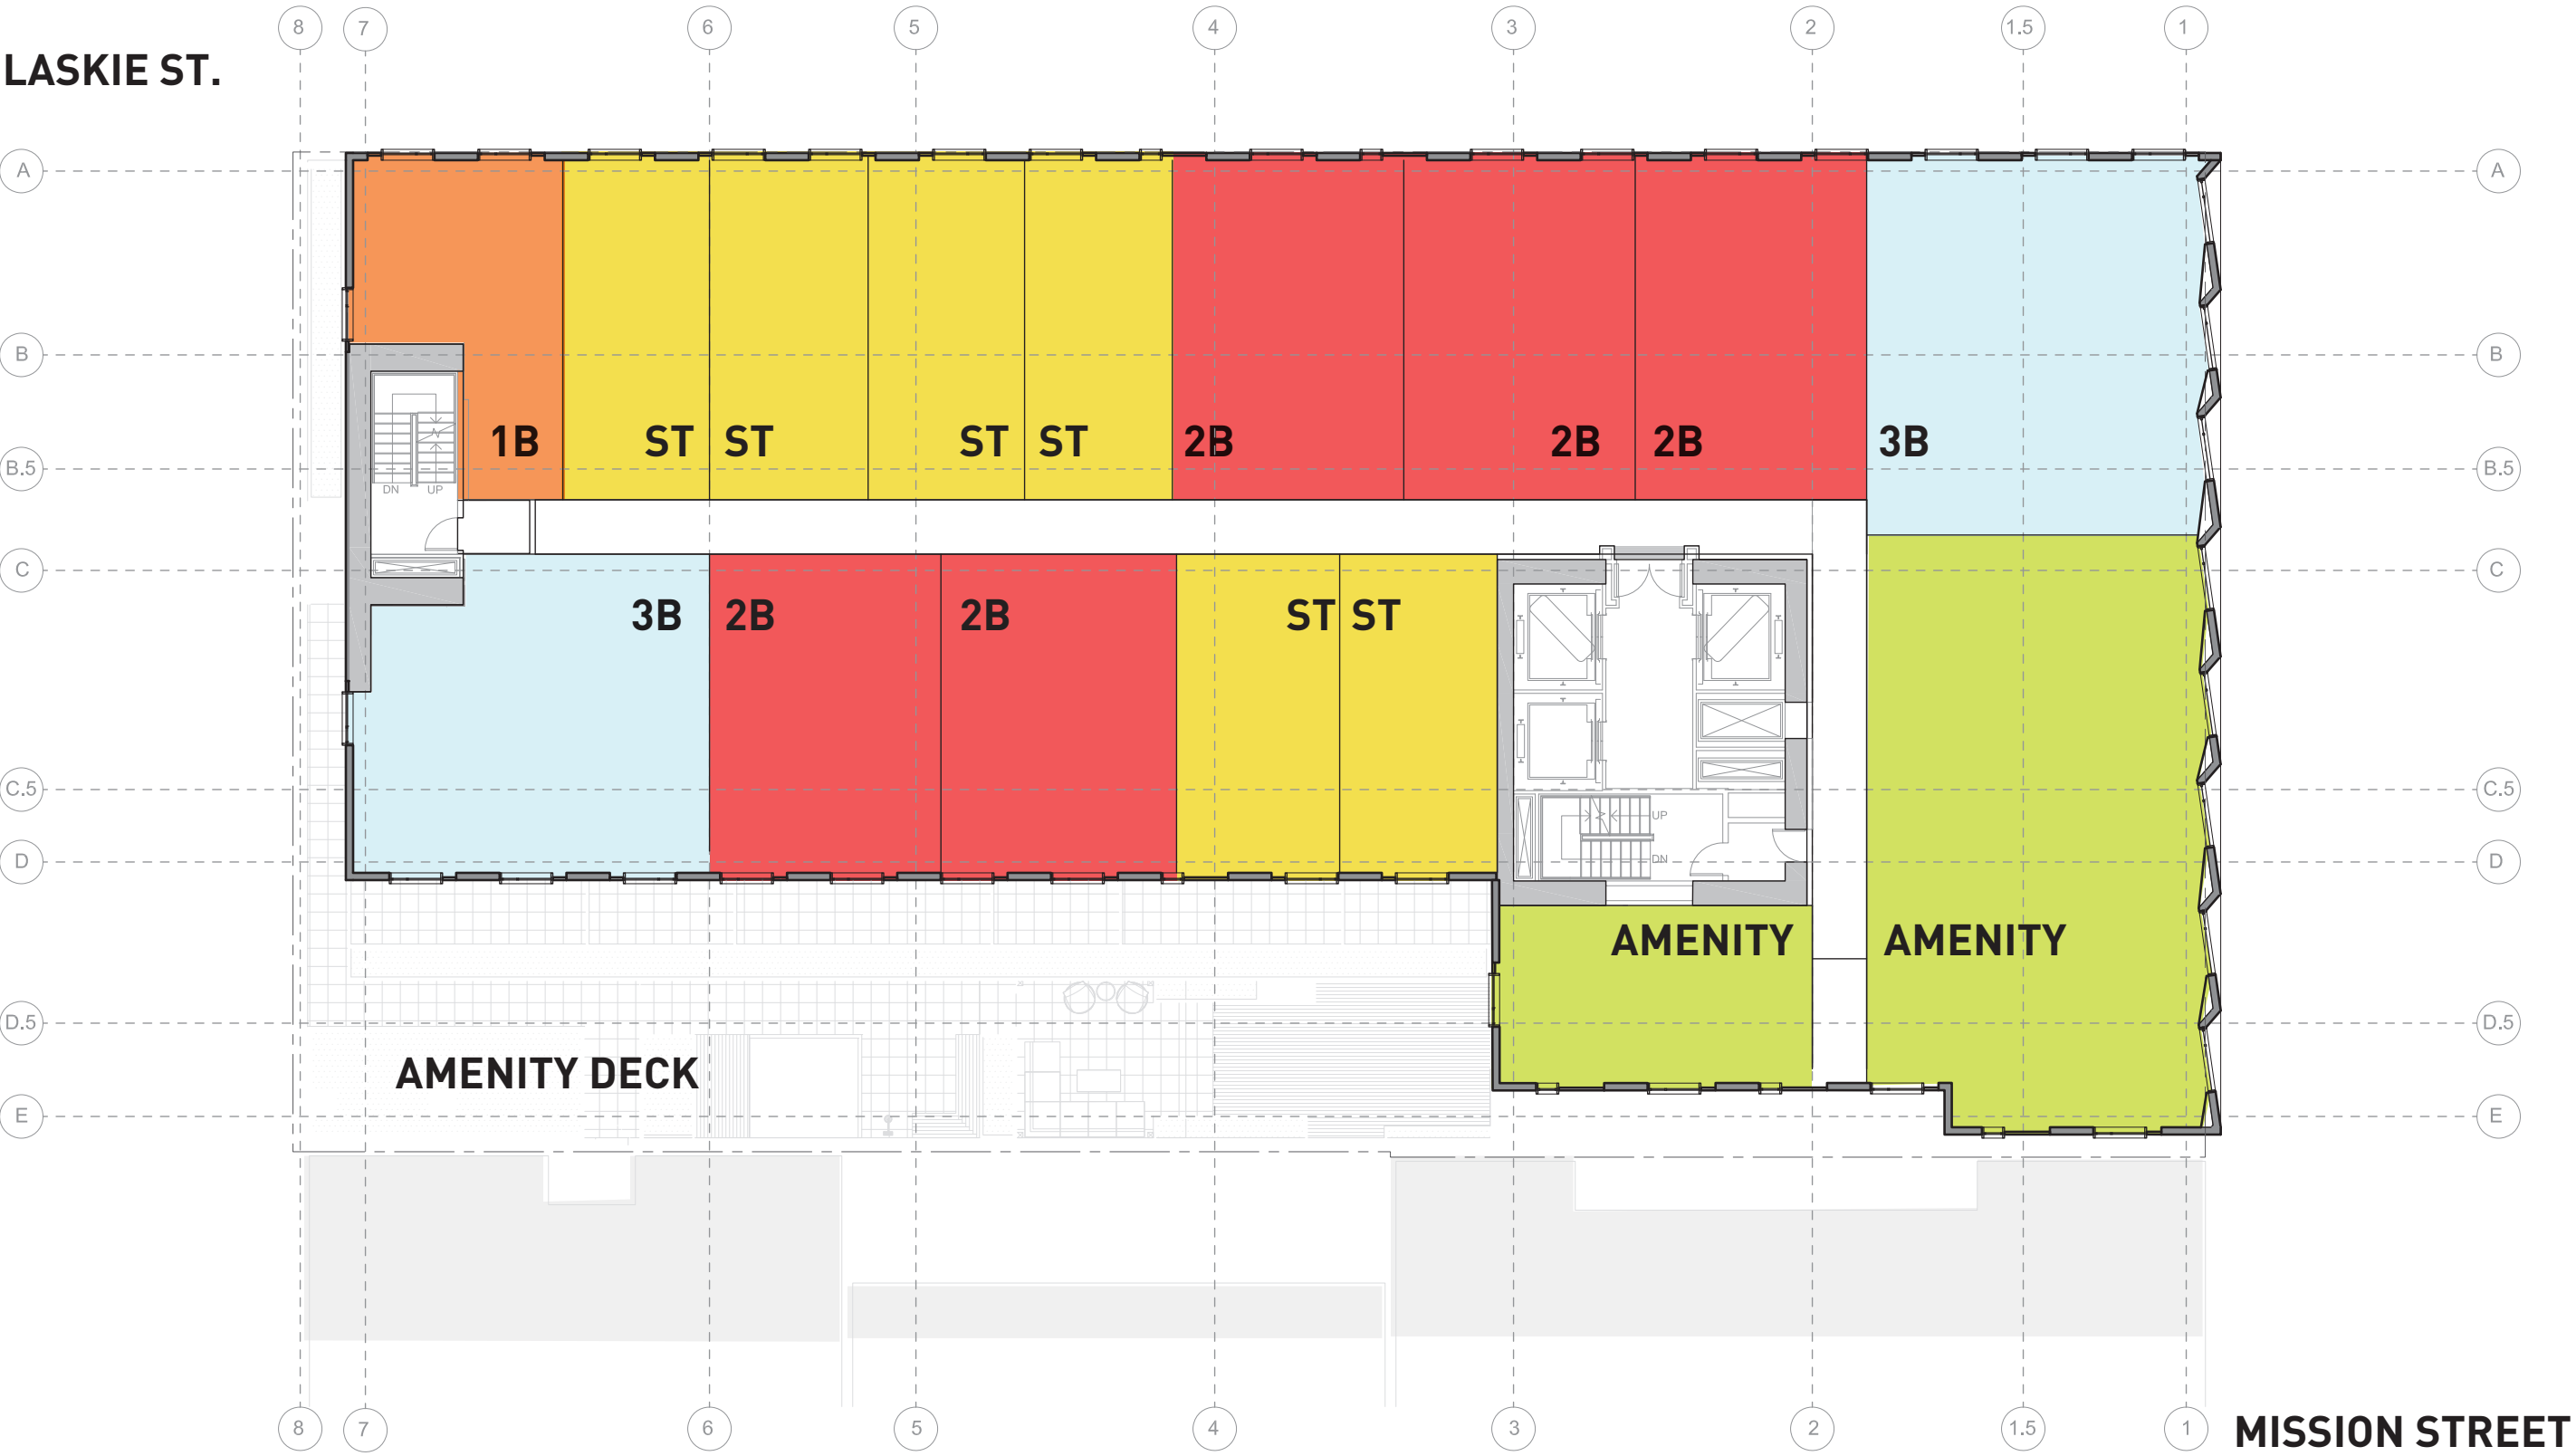 8 7 6 5 4 3 2 1.5 1
LASKIE ST.
A A
B B
1B ST ST ST ST 2B 2B 2B 3B
B.5 B.5
DN UP
C C
3B 2B 2B ST ST
C.5 C.5
UP
D DN D
AMENITY AMENITY
D.5 D.5
AMENITY DECK
E E
8 7 6 5 4 3 2 1.5 1
MISSION STREET